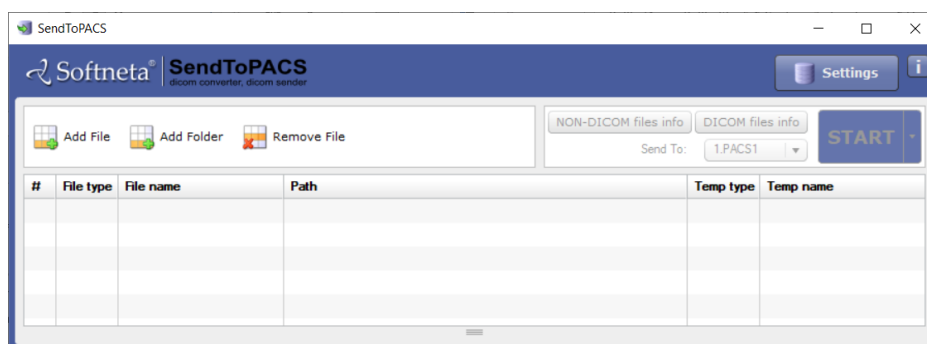 SendToPACS
Softneta® SendToPACS
dicom converter, dicom sender
Settings
i
Add File Add Folder Remove File
NON-DICOM files info DICOM files info
Send To: 1.PACS1
START
# File type File name Path Temp type Temp name